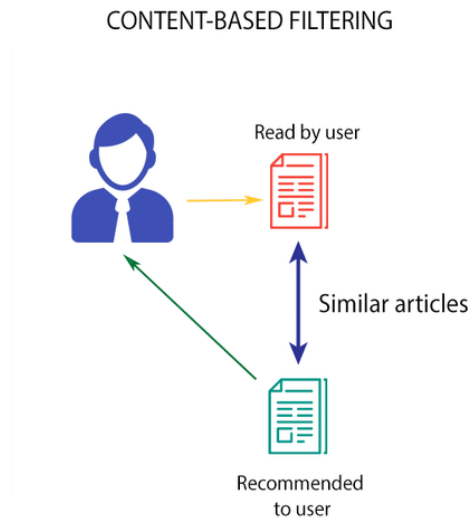 CONTENT-BASED FILTERING
Read by user
Similar articles
Recommended
to user